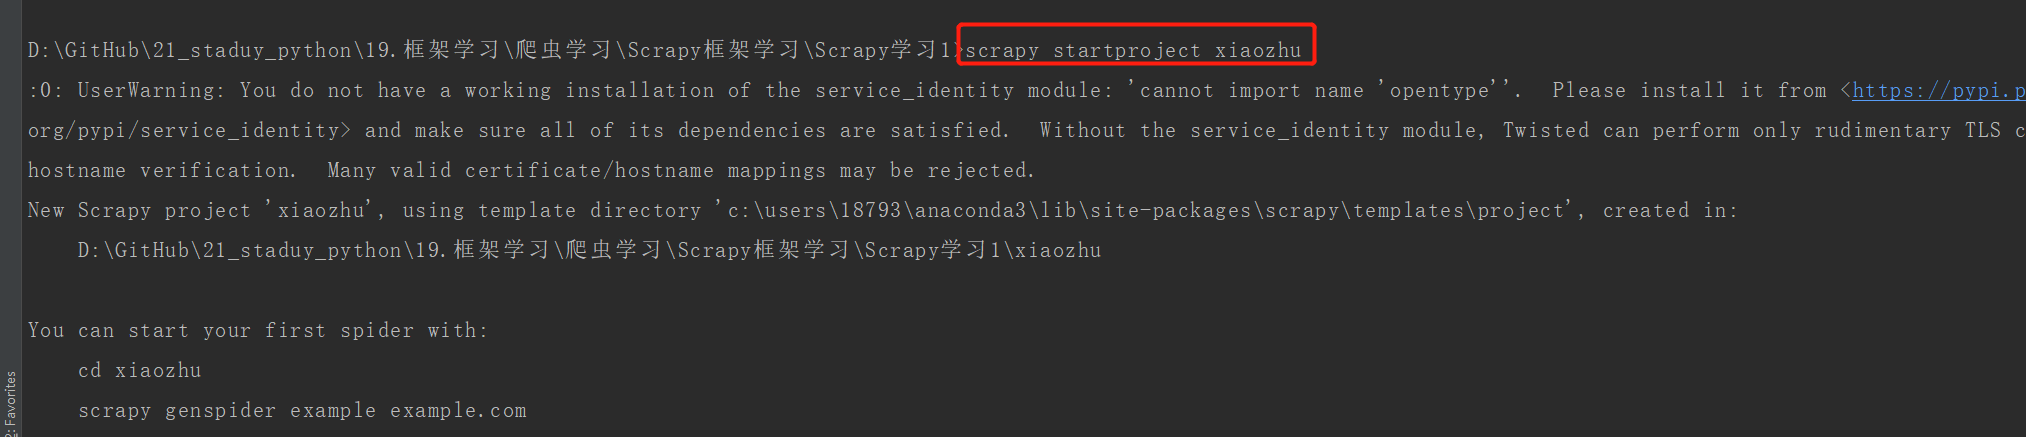 D:\GitHub\21_staduy_python\19.框架学习\爬虫学习\Scrapy框架学习\Scrapy学习1>scrapy startproject xiaozhu
:0: UserWarning: You do not have a working installation of the service_identity module: 'cannot import name 'opentype''.  Please install it from <https://pypi.p
org/pypi/service_identity> and make sure all of its dependencies are satisfied.  Without the service_identity module, Twisted can perform only rudimentary TLS c
hostname verification.  Many valid certificate/hostname mappings may be rejected.
New Scrapy project 'xiaozhu', using template directory 'c:\users\18793\anaconda3\lib\site-packages\scrapy\templates\project', created in:
    D:\GitHub\21_staduy_python\19.框架学习\爬虫学习\Scrapy框架学习\Scrapy学习1\xiaozhu
You can start your first spider with:
    cd xiaozhu
    scrapy genspider example example.com
2: Favorites